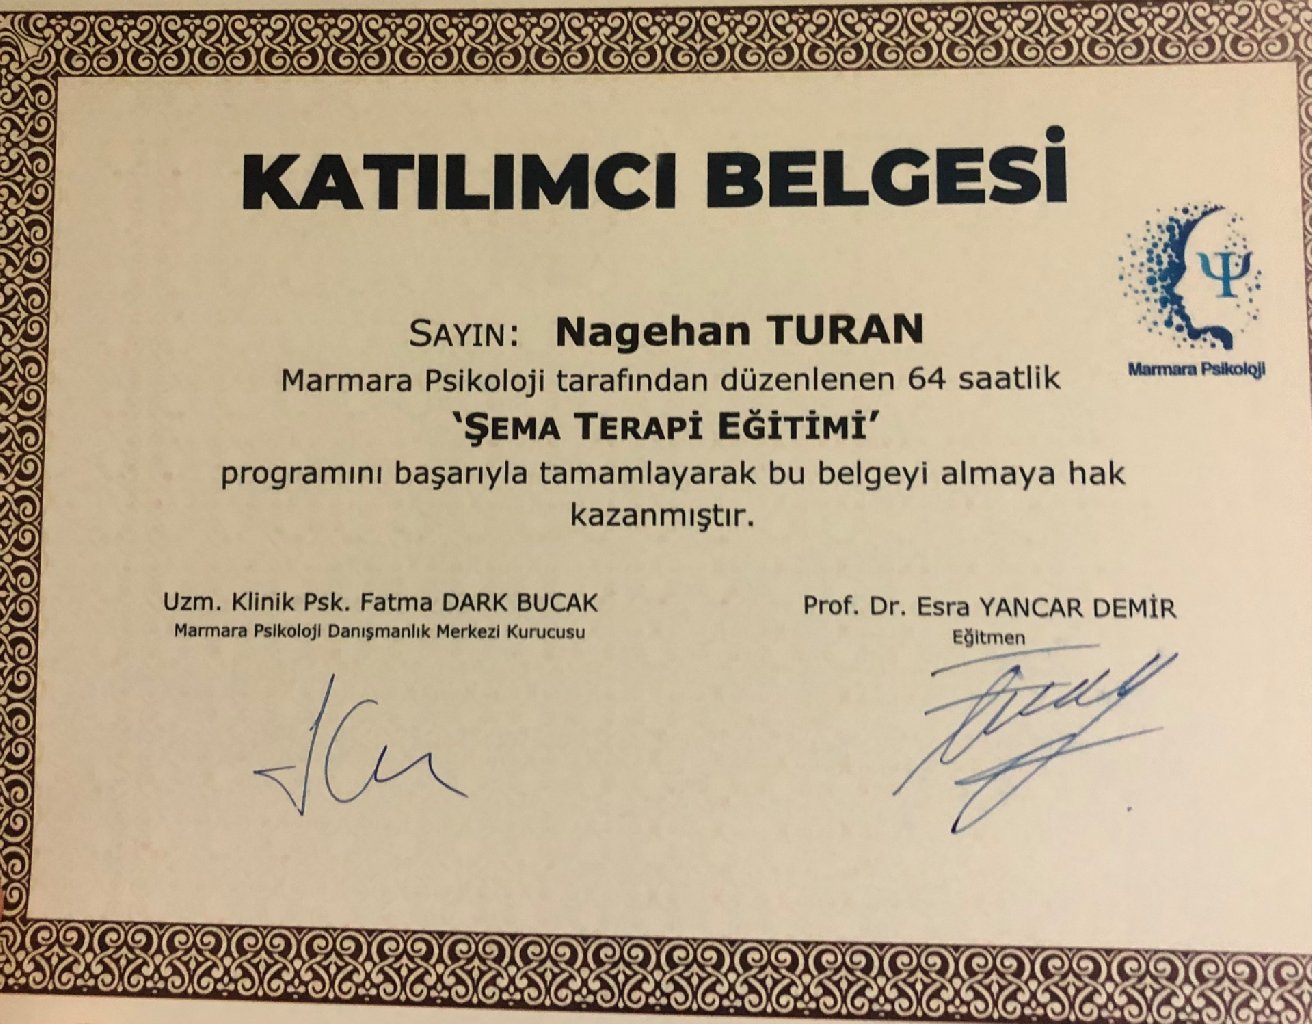 KATILIMCI BELGESİ
Marmara Psikoloji
SAYIN: Nagehan TURAN
Marmara Psikoloji tarafından düzenlenen 64 saatlik
‘ŞEMA TERAPİ EĞİTİMİ’
programını başarıyla tamamlayarak bu belgeyi almaya hak
kazanmıştır.
Uzm. Klinik Psk. Fatma DARK BUCAK
Marmara Psikoloji Danışmanlık Merkezi Kurucusu
Prof. Dr. Esra YANCAR DEMİR
Eğitmen